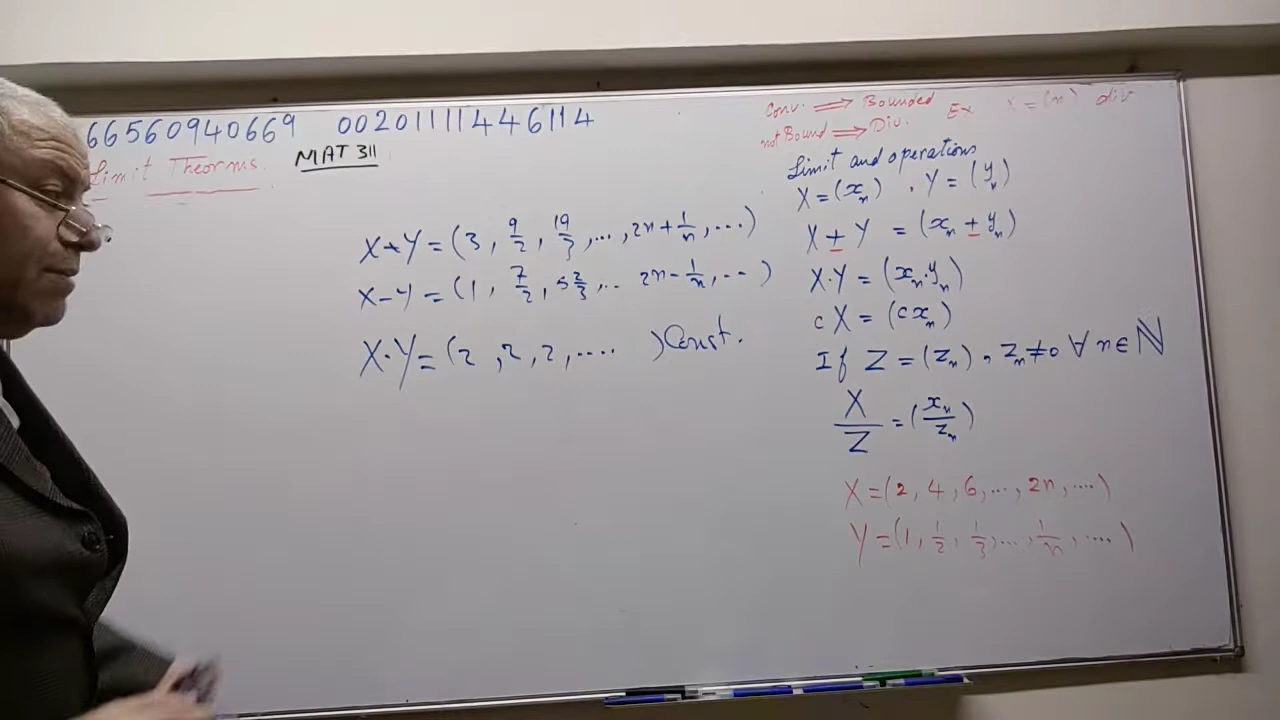 66560940669 00201111446114
Limit Theorms.
MAT 311
X+Y=(3, 9/2, 19/3, ..., 2n+1/n, ...)
X-Y=(1, 7/2, 5 2/3, .. 2n-1/n, ..)
X·Y=(2, 2, 2, .... ) Const.
Conv. ⟹ Bounded Ex X=(n) div
not Bound ⟹ Div.
Limit and operations
X=(xₙ) , Y=(yₙ)
X ± Y = (xₙ ± yₙ)
X·Y = (xₙ·yₙ)
cX = (cxₙ)
If Z=(zₙ), zₙ≠0 ∀ n∈ℕ
X/Z = (xₙ/zₙ)
X=(2, 4, 6, ..., 2n, ....)
Y=(1, 1/2, 1/3, ..., 1/n, ....)